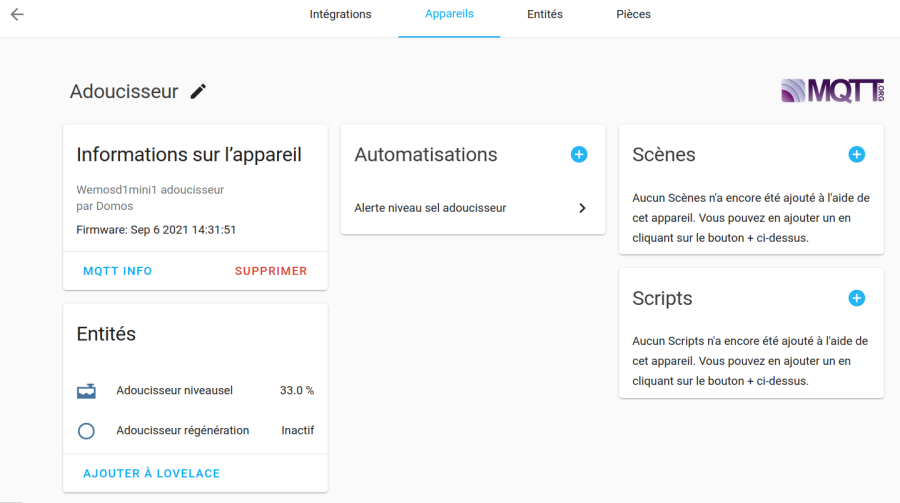 Intégrations Appareils Entités Pièces
Adoucisseur
MQTT.ORG
Informations sur l'appareil
Wemosd1mini1 adoucisseur
par Domos
Firmware: Sep 6 2021 14:31:51
MQTT INFO SUPPRIMER
Entités
Adoucisseur niveausel 33.0 %
Adoucisseur régénération Inactif
AJOUTER À LOVELACE
Automatisations
Alerte niveau sel adoucisseur
Scènes
Aucun Scènes n'a encore été ajouté à l'aide de
cet appareil. Vous pouvez en ajouter un en
cliquant sur le bouton + ci-dessus.
Scripts
Aucun Scripts n'a encore été ajouté à l'aide de
cet appareil. Vous pouvez en ajouter un en
cliquant sur le bouton + ci-dessus.